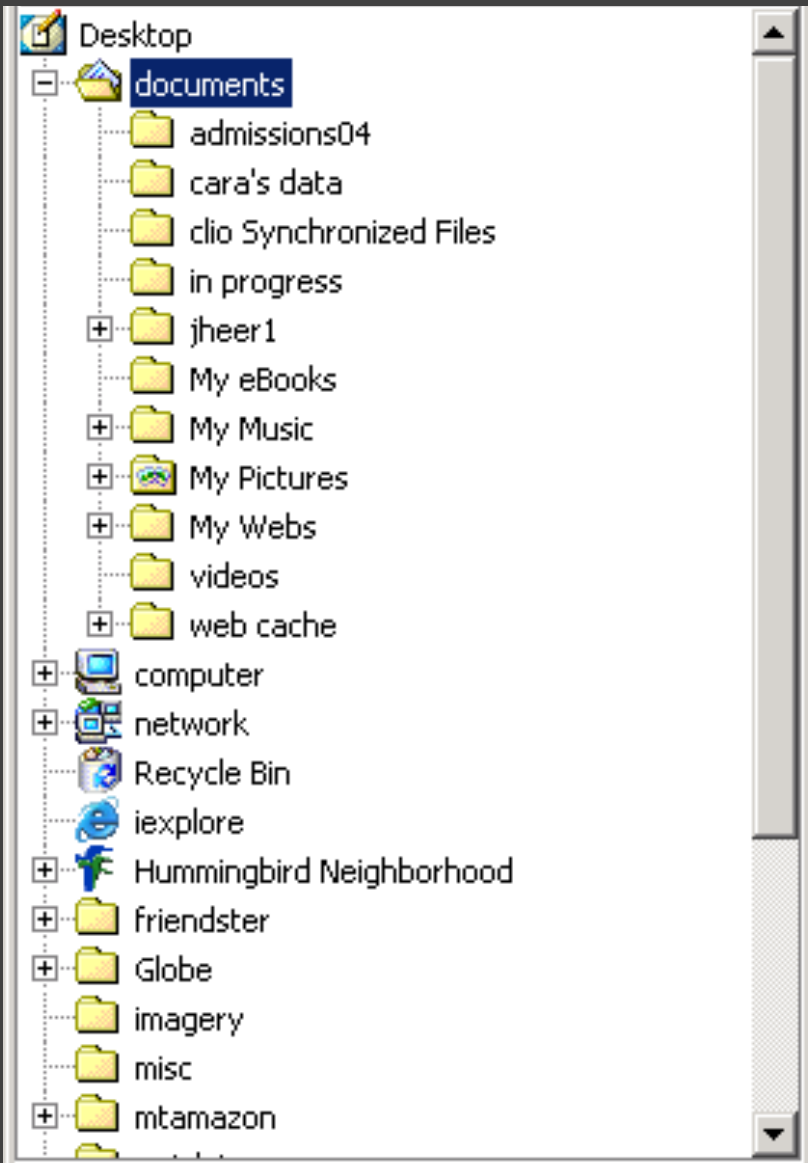 Desktop
documents
admissions04
cara's data
clio Synchronized Files
in progress
jheer1
My eBooks
My Music
My Pictures
My Webs
videos
web cache
computer
network
Recycle Bin
iexplore
Hummingbird Neighborhood
friendster
Globe
imagery
misc
mtamazon